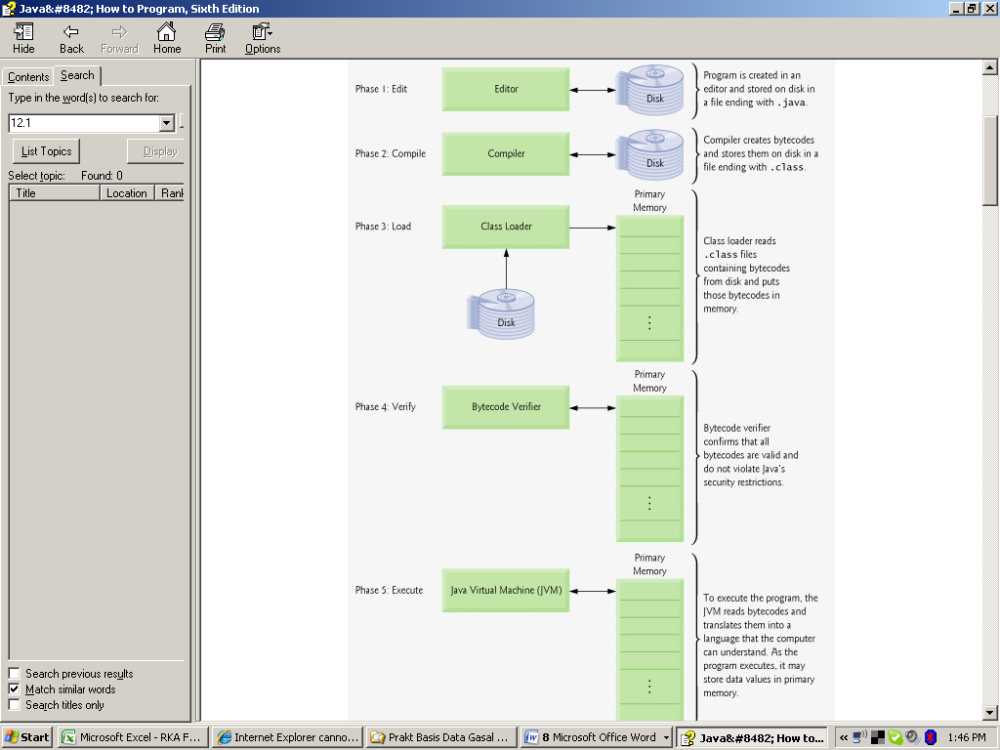 Java&#8482; How to Program, Sixth Edition
Hide Back Forward Home Print Options
Contents Search
Type in the word(s) to search for:
12.1
List Topics Display
Select topic: Found: 0
Title Location Rank
Search previous results
Match similar words
Search titles only
Phase 1: Edit
Editor
Disk
Program is created in an
editor and stored on disk in
a file ending with .java.
Phase 2: Compile
Compiler
Disk
Compiler creates bytecodes
and stores them on disk in a
file ending with .class.
Primary
Memory
Phase 3: Load
Class Loader
Disk
Class loader reads
.class files
containing bytecodes
from disk and puts
those bytecodes in
memory.
Primary
Memory
Phase 4: Verify
Bytecode Verifier
Bytecode verifier
confirms that all
bytecodes are valid and
do not violate Java's
security restrictions.
Primary
Memory
Phase 5: Execute
Java Virtual Machine (JVM)
To execute the program, the
JVM reads bytecodes and
translates them into a
language that the computer
can understand. As the
program executes, it may
store data values in primary
memory.
Start Microsoft Excel - RKA F... Internet Explorer canno... Prakt Basis Data Gasal ... 8 Microsoft Office Word Java&#8482; How to... « 1:46 PM